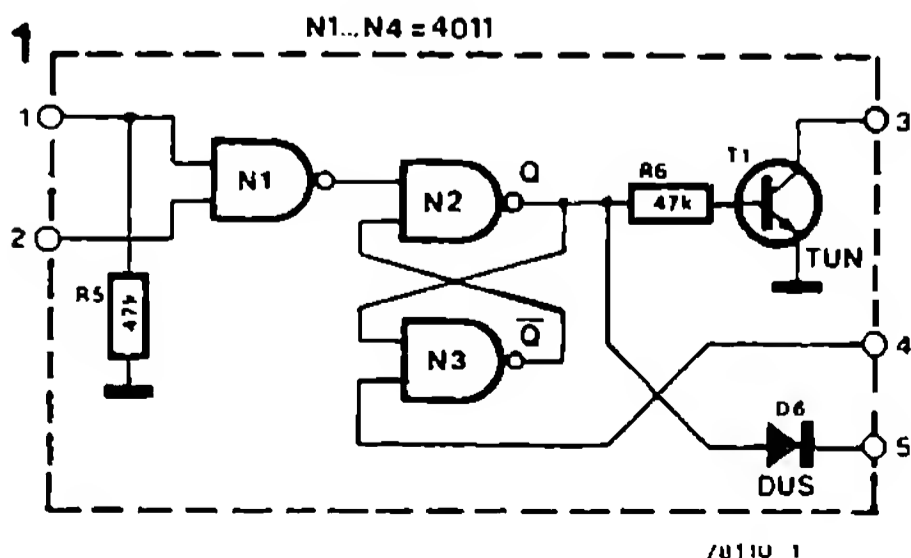 1
N1...N4 = 4011
1
2
N1
R5
47k
N2
Q
R6
47k
T1
TUN
3
N3
Q̅
4
D6
DUS
5